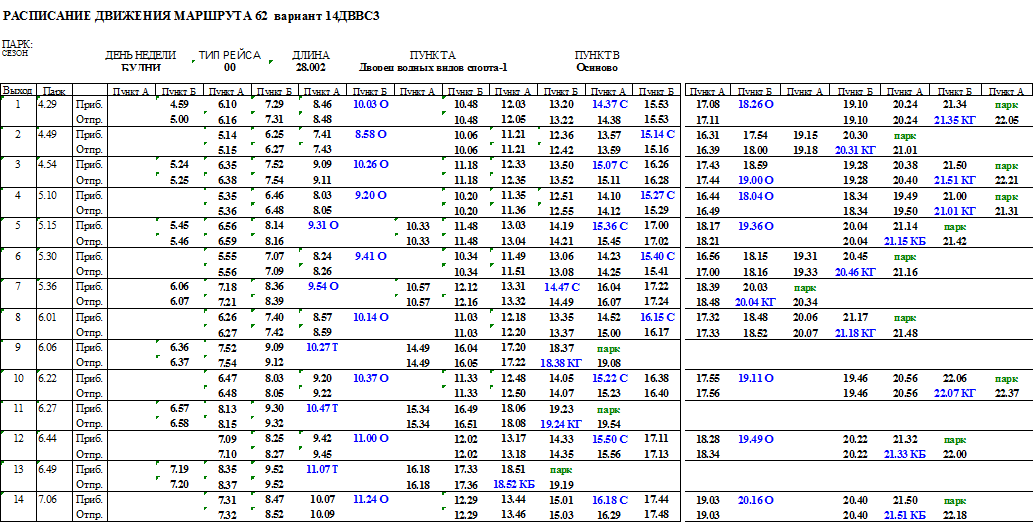 РАСПИСАНИЕ ДВИЖЕНИЯ МАРШРУТА 62 вариант 14ДВВСЗ
ПАРК:
СЕЗОН
ДЕНЬ НЕДЕЛИ ТИП РЕЙСА ДЛИНА ПУНКТ А ПУНКТ В
БУДНИ 00 28.002 Дворец водных видов спорта-1 Осиново
Выход Парк Пункт А Пункт Б Пункт А Пункт Б Пункт А Пункт Б Пункт А Пункт Б Пункт А Пункт Б Пункт А Пункт Б Пункт А Пункт Б Пункт А Пункт Б Пункт А Пункт Б Пункт А
1 4.29 Приб. 4.59 6.10 7.29 8.46 10.03 О 10.48 12.03 13.20 14.37 С 15.53 17.08 18.26 О 19.10 20.24 21.34 парк
Отпр. 5.00 6.16 7.31 8.48 10.48 12.05 13.22 14.38 15.53 17.11 19.10 20.24 21.35 КГ 22.05
2 4.49 Приб. 5.14 6.25 7.41 8.58 О 10.06 11.21 12.36 13.57 15.14 С 16.31 17.54 19.15 20.30 парк
Отпр. 5.15 6.27 7.43 10.06 11.21 12.42 13.59 15.16 16.39 18.00 19.18 20.31 КГ 21.01
3 4.54 Приб. 5.24 6.35 7.52 9.09 10.26 О 11.18 12.33 13.50 15.07 С 16.26 17.43 18.59 19.28 20.38 21.50 парк
Отпр. 5.25 6.38 7.54 9.11 11.18 12.35 13.52 15.11 16.28 17.44 19.00 О 19.28 20.40 21.51 КГ 22.21
4 5.10 Приб. 5.35 6.46 8.03 9.20 О 10.20 11.35 12.51 14.10 15.27 С 16.44 18.04 О 18.34 19.49 21.00 парк
Отпр. 5.36 6.48 8.05 10.20 11.36 12.55 14.12 15.29 16.49 18.34 19.50 21.01 КГ 21.31
5 5.15 Приб. 5.45 6.56 8.14 9.31 О 10.33 11.48 13.03 14.19 15.36 С 17.00 18.17 19.36 О 20.04 21.14 парк
Отпр. 5.46 6.59 8.16 10.33 11.48 13.04 14.21 15.45 17.02 18.21 20.04 21.15 КБ 21.42
6 5.30 Приб. 5.55 7.07 8.24 9.41 О 10.34 11.49 13.06 14.23 15.40 С 16.56 18.15 19.31 20.45 парк
Отпр. 5.56 7.09 8.26 10.34 11.51 13.08 14.25 15.41 17.00 18.16 19.33 20.46 КГ 21.16
7 5.36 Приб. 6.06 7.18 8.36 9.54 О 10.57 12.12 13.31 14.47 С 16.04 17.22 18.39 20.03 парк
Отпр. 6.07 7.21 8.39 10.57 12.16 13.32 14.49 16.07 17.24 18.48 20.04 КГ 20.34
8 6.01 Приб. 6.26 7.40 8.57 10.14 О 11.03 12.18 13.35 14.52 16.15 С 17.32 18.48 20.06 21.17 парк
Отпр. 6.27 7.42 8.59 11.03 12.20 13.37 15.00 16.17 17.33 18.52 20.07 21.18 КГ 21.48
9 6.06 Приб. 6.36 7.52 9.09 10.27 Т 14.49 16.04 17.20 18.37 парк
Отпр. 6.37 7.54 9.12 14.49 16.05 17.22 18.38 КГ 19.08
10 6.22 Приб. 6.47 8.03 9.20 10.37 О 11.33 12.48 14.05 15.22 С 16.38 17.55 19.11 О 19.46 20.56 22.06 парк
Отпр. 6.48 8.05 9.22 11.33 12.50 14.07 15.23 16.40 17.56 19.46 20.56 22.07 КГ 22.37
11 6.27 Приб. 6.57 8.13 9.30 10.47 Т 15.34 16.49 18.06 19.23 парк
Отпр. 6.58 8.15 9.32 15.34 16.51 18.08 19.24 КГ 19.54
12 6.44 Приб. 7.09 8.25 9.42 11.00 О 12.02 13.17 14.33 15.50 С 17.11 18.28 19.49 О 20.22 21.32 парк
Отпр. 7.10 8.27 9.45 12.02 13.18 14.35 15.56 17.13 18.34 20.22 21.33 КБ 22.00
13 6.49 Приб. 7.19 8.35 9.52 11.07 Т 16.18 17.33 18.51 парк
Отпр. 7.20 8.37 9.52 16.18 17.36 18.52 КБ 19.19
14 7.06 Приб. 7.31 8.47 10.07 11.24 О 12.29 13.44 15.01 16.18 С 17.44 19.03 20.16 О 20.40 21.50 парк
Отпр. 7.32 8.52 10.09 12.29 13.46 15.03 16.29 17.48 19.03 20.40 21.51 КБ 22.18